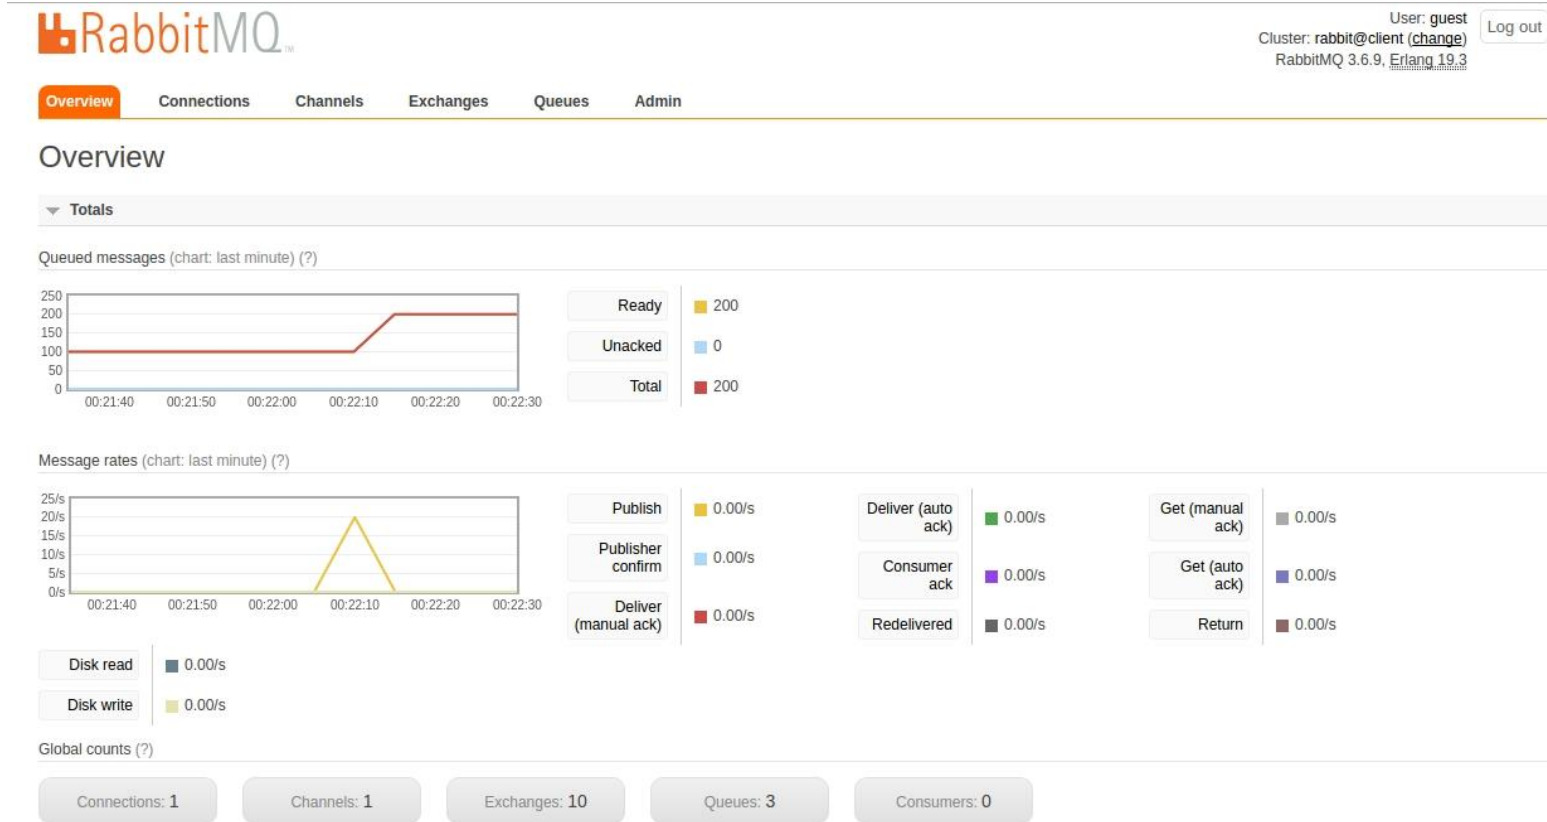 RabbitMQ™
User: guest
Log out
Cluster: rabbit@client (change)
RabbitMQ 3.6.9, Erlang 19.3
Overview Connections Channels Exchanges Queues Admin
Overview
Totals
Queued messages (chart: last minute) (?)
250
200
150
100
50
0
00:21:40 00:21:50 00:22:00 00:22:10 00:22:20 00:22:30
Ready 200
Unacked 0
Total 200
Message rates (chart: last minute) (?)
25/s
20/s
15/s
10/s
5/s
0/s
00:21:40 00:21:50 00:22:00 00:22:10 00:22:20 00:22:30
Publish 0.00/s
Publisher
confirm 0.00/s
Deliver
(manual ack) 0.00/s
Deliver (auto
ack) 0.00/s
Consumer
ack 0.00/s
Redelivered 0.00/s
Get (manual
ack) 0.00/s
Get (auto
ack) 0.00/s
Return 0.00/s
Disk read 0.00/s
Disk write 0.00/s
Global counts (?)
Connections: 1 Channels: 1 Exchanges: 10 Queues: 3 Consumers: 0